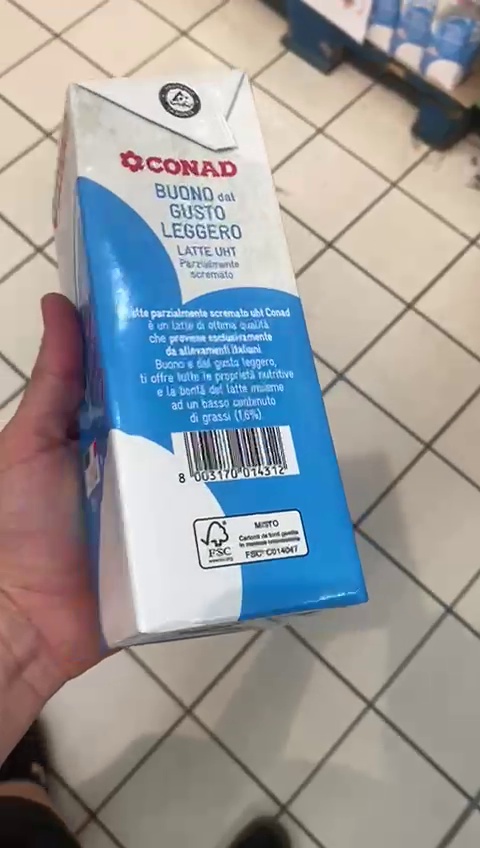 CONAD
BUONO dal
GUSTO
LEGGERO
LATTE UHT
Parzialmente
scremato
parzialmente scremato uht Conad
è un latte di ottima qualità
che proviene esclusivamente
da allevamenti italiani
Buono e dal gusto leggero,
ti offre tutte le proprietà nutritive
e la bontà del latte insieme
ad un basso contenuto
di grassi (1,6%)
8 003170 014312
FSC
MISTO
FSC® C014047